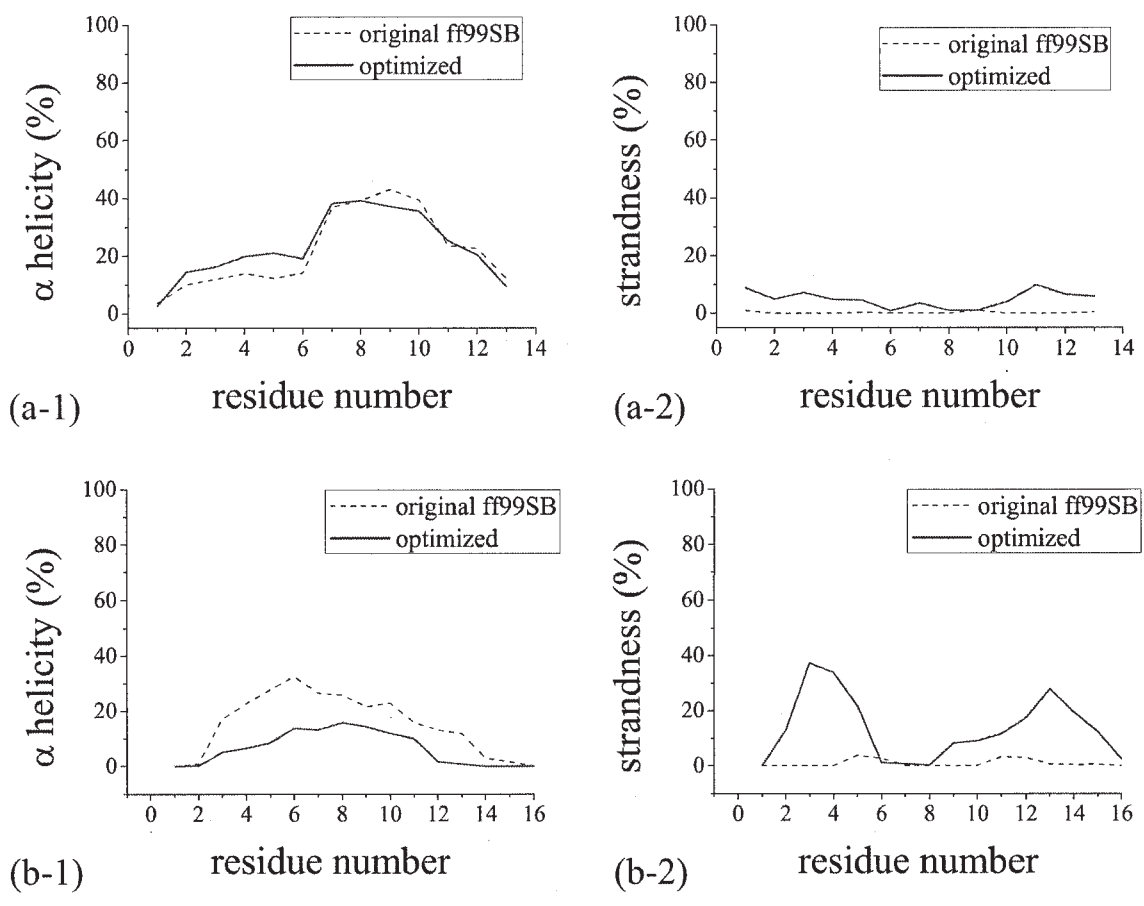 original ff99SB
optimized
α helicity (%)
100
80
60
40
20
0
0 2 4 6 8 10 12 14
residue number
(a-1)
original ff99SB
optimized
strandness (%)
100
80
60
40
20
0
0 2 4 6 8 10 12 14
residue number
(a-2)
original ff99SB
optimized
α helicity (%)
100
80
60
40
20
0
0 2 4 6 8 10 12 14 16
residue number
(b-1)
original ff99SB
optimized
strandness (%)
100
80
60
40
20
0
0 2 4 6 8 10 12 14 16
residue number
(b-2)